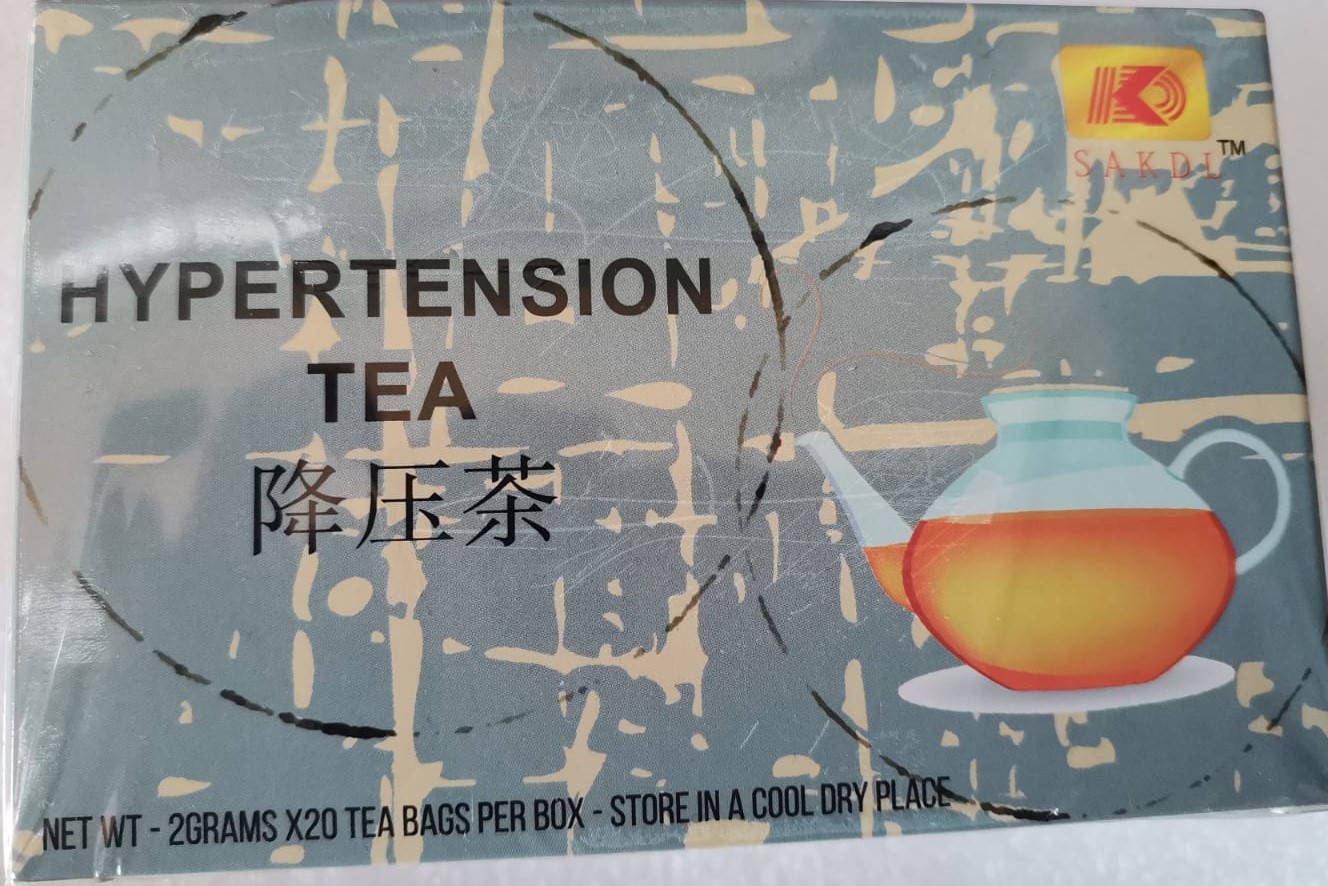 SAKDL™
HYPERTENSION
TEA
降压茶
NET WT - 2GRAMS X20 TEA BAGS PER BOX - STORE IN A COOL DRY PLACE